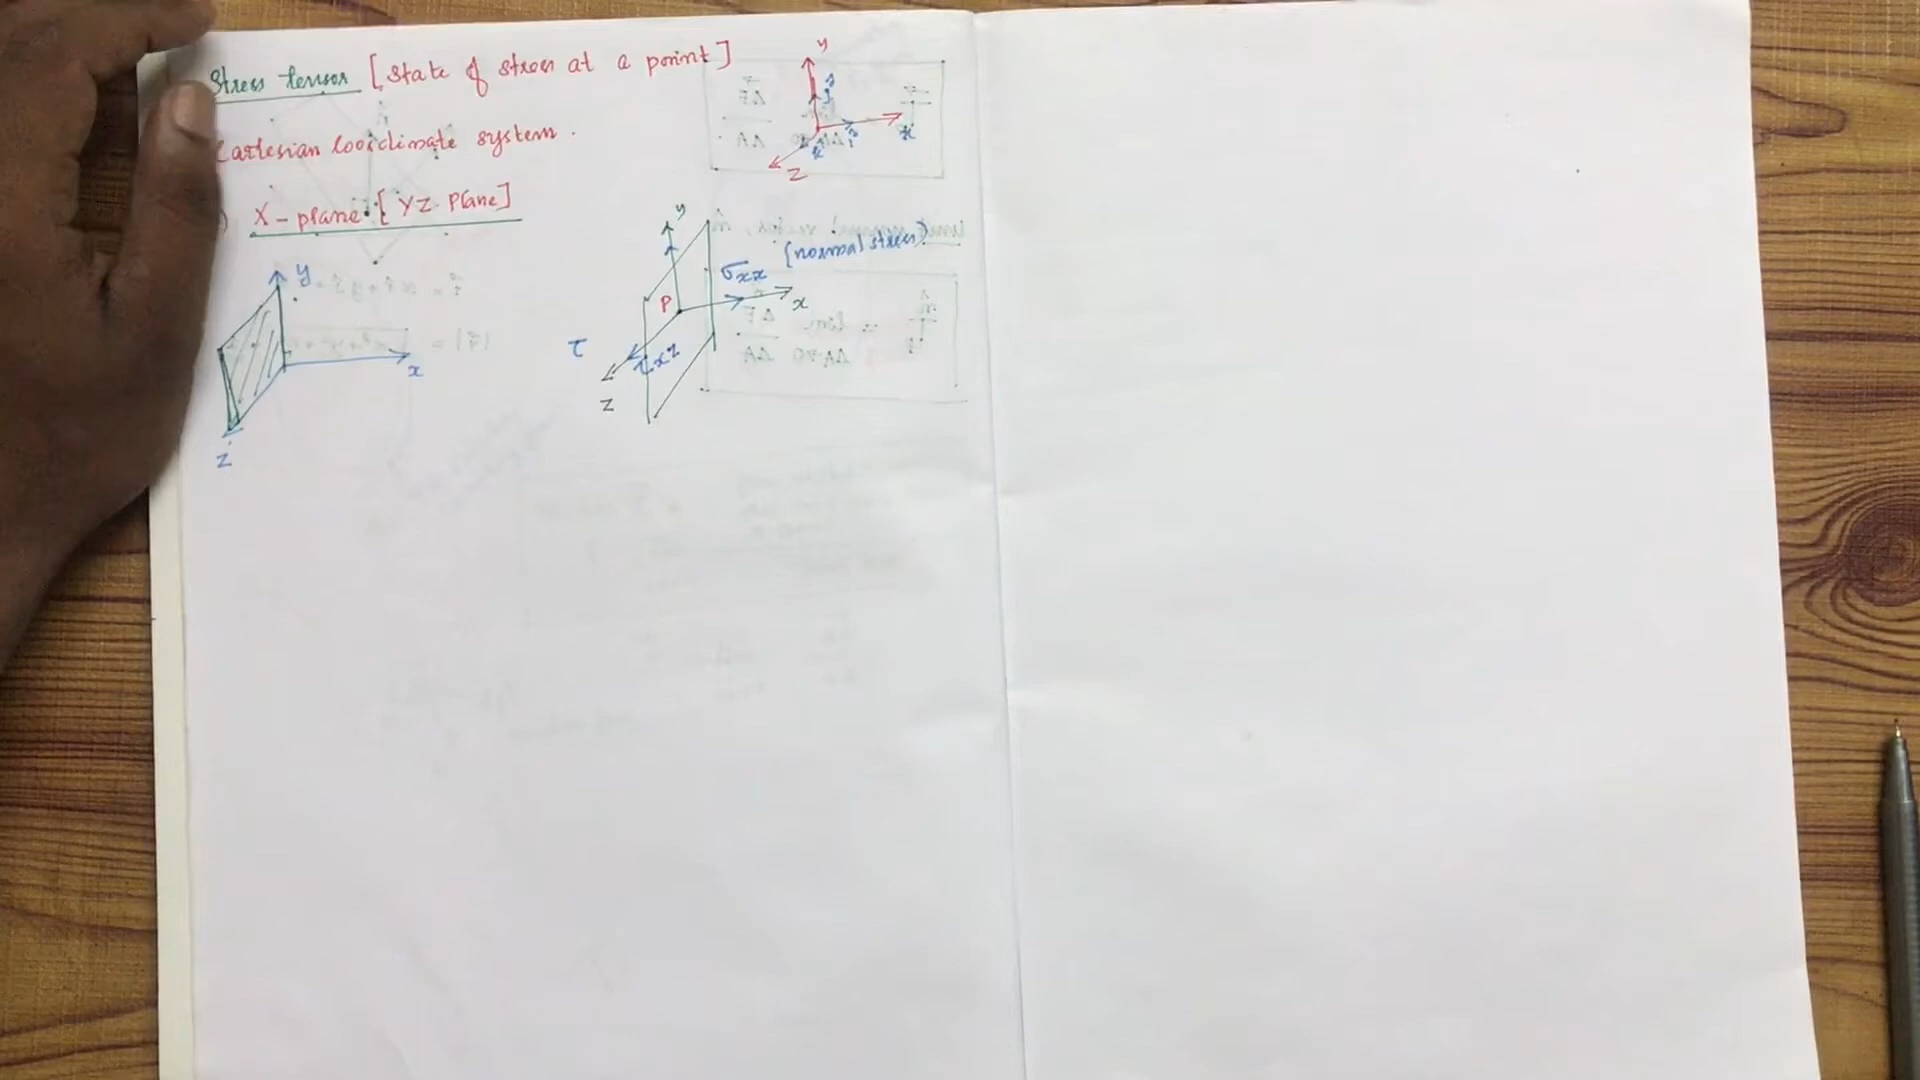 Stress tensor [State of stress at a point]
Cartesian coordinate system.
) X-plane [YZ Plane]
y
x
z
y
x
z
y
P
σxx
[normal stress]
x
τ
τxz
z